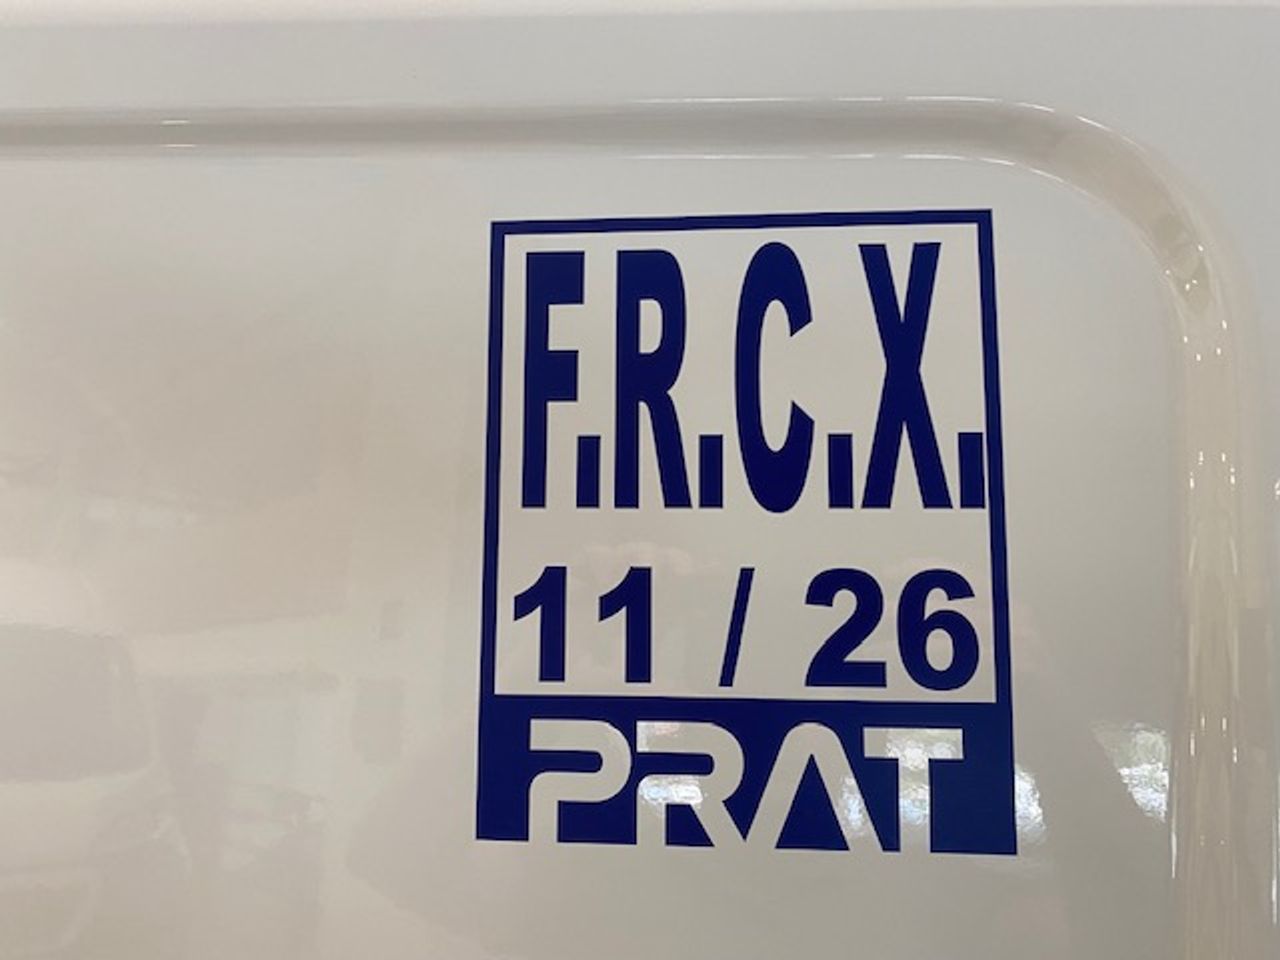 F.R.C.X.
11 / 26
PRAT